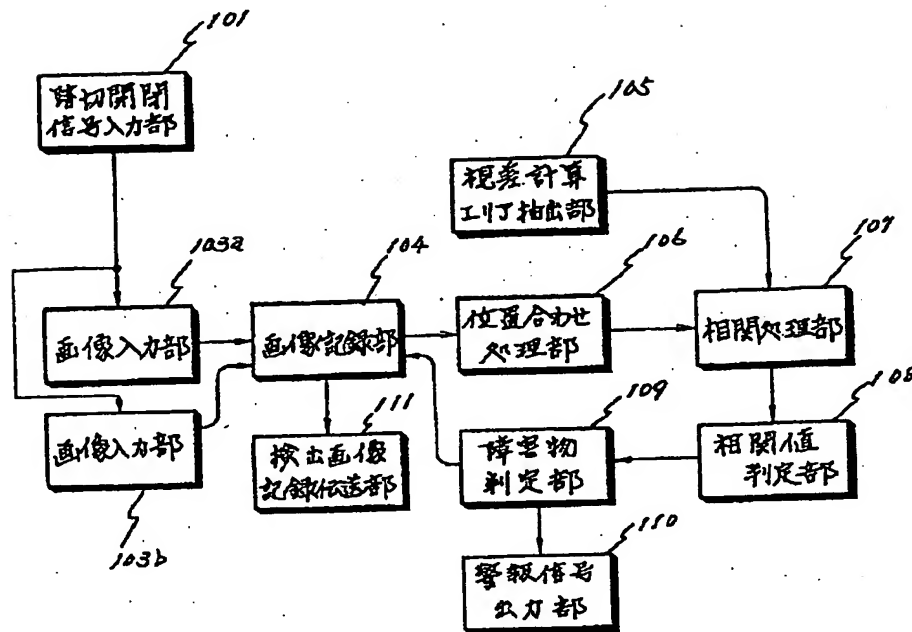 101
踏切開閉
信号入力部
105
視差計算
エリア抽出部
103a
104
106
107
画像入力部
画像記録部
位置合わせ
処理部
相関処理部
画像入力部
103b
111
検出画像
記録伝送部
109
障害物
判定部
108
相関値
判定部
110
警報信号
出力部